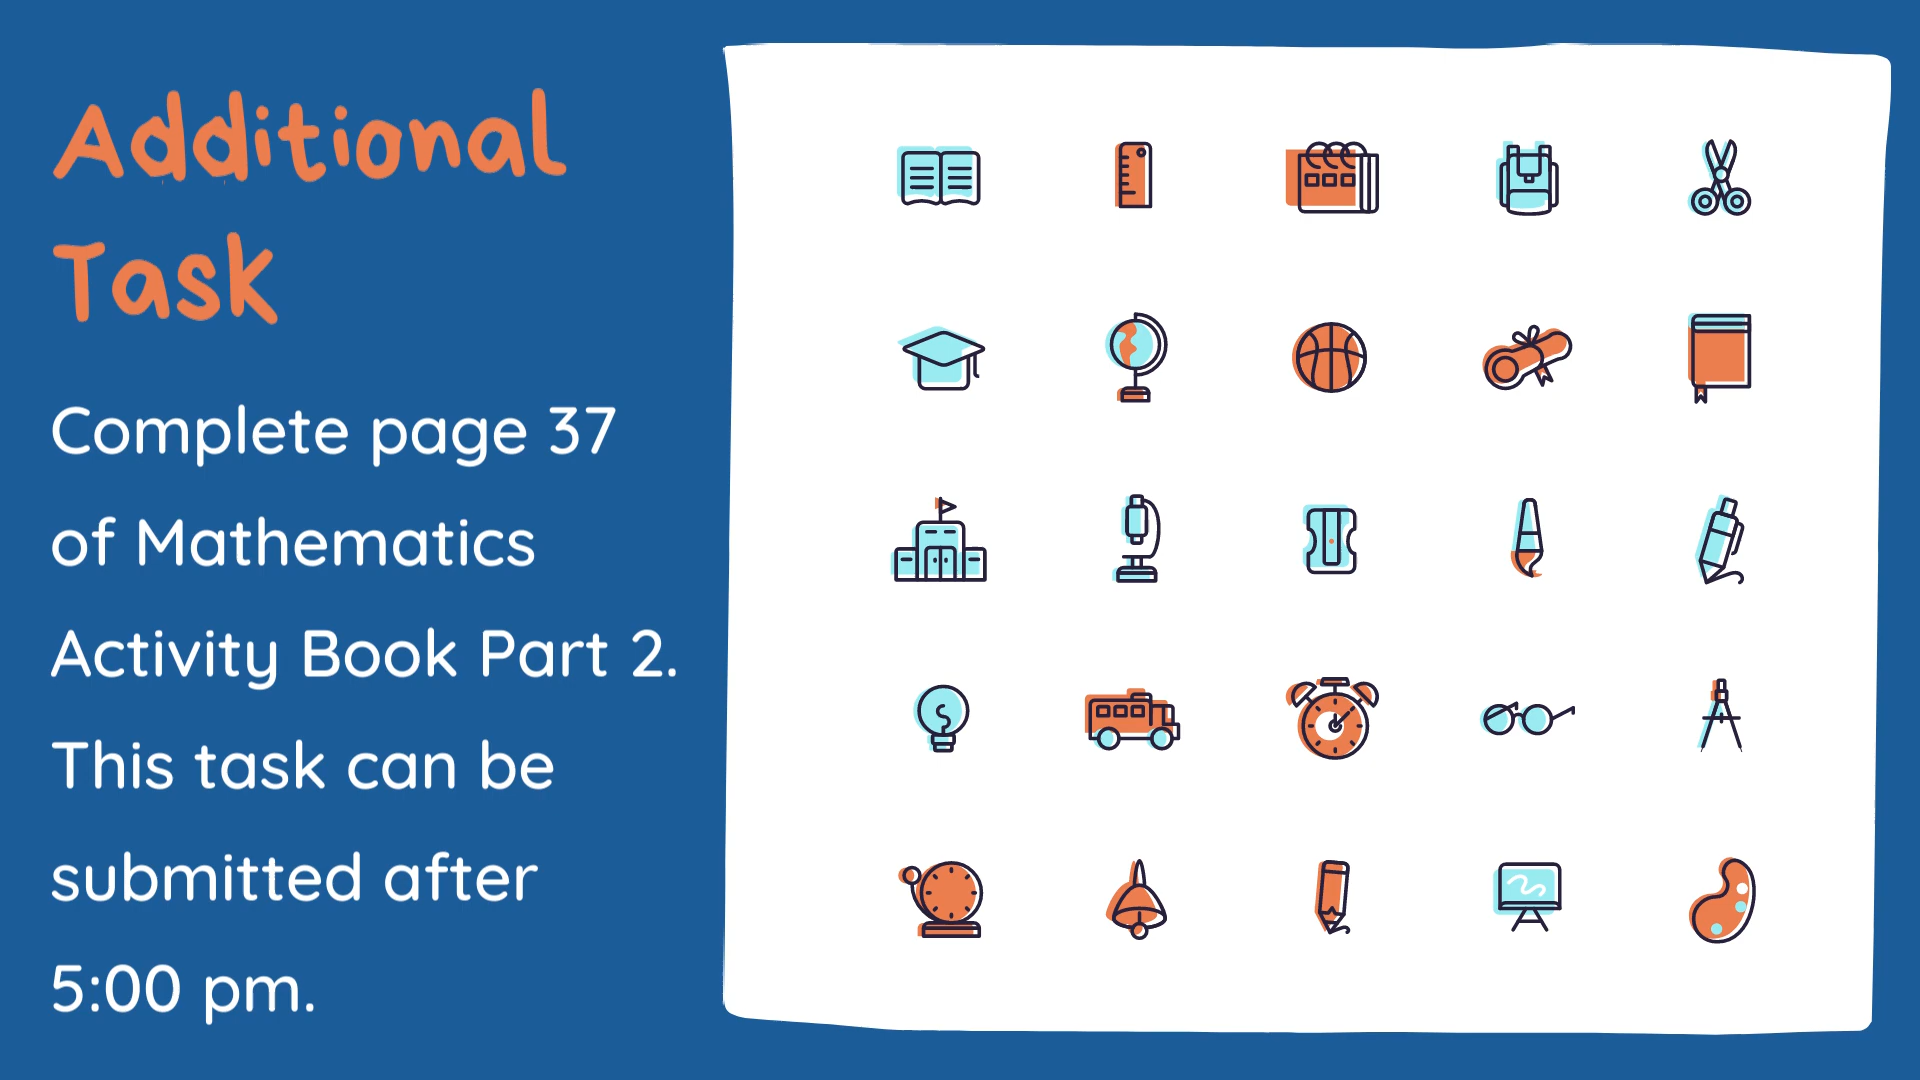 Additional
Task
Complete page 37
of Mathematics
Activity Book Part 2.
This task can be
submitted after
5:00 pm.